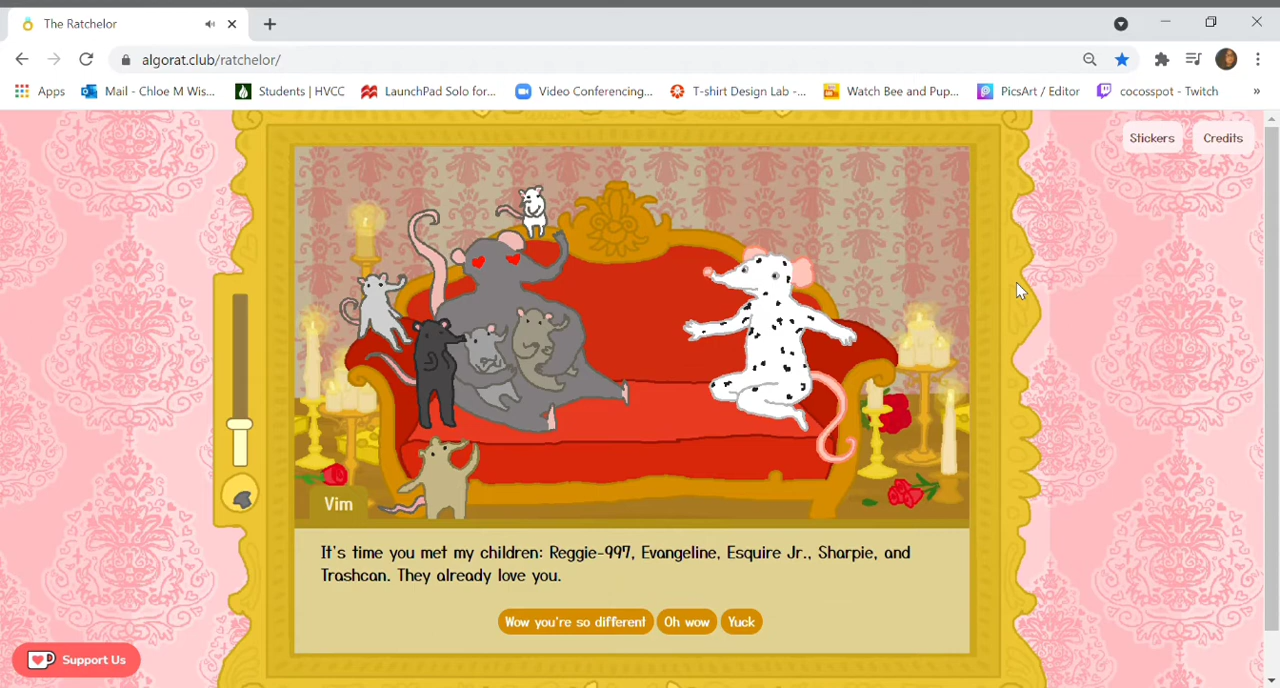 The Ratchelor
algorat.club/ratchelor/
Apps Mail - Chloe M Wis... Students | HVCC LaunchPad Solo for... Video Conferencing... T-shirt Design Lab -... Watch Bee and Pup... PicsArt / Editor cocosspot - Twitch »
Stickers Credits
Vim
It's time you met my children: Reggie-997, Evangeline, Esquire Jr., Sharpie, and
Trashcan. They already love you.
Wow you're so different Oh wow Yuck
Support Us